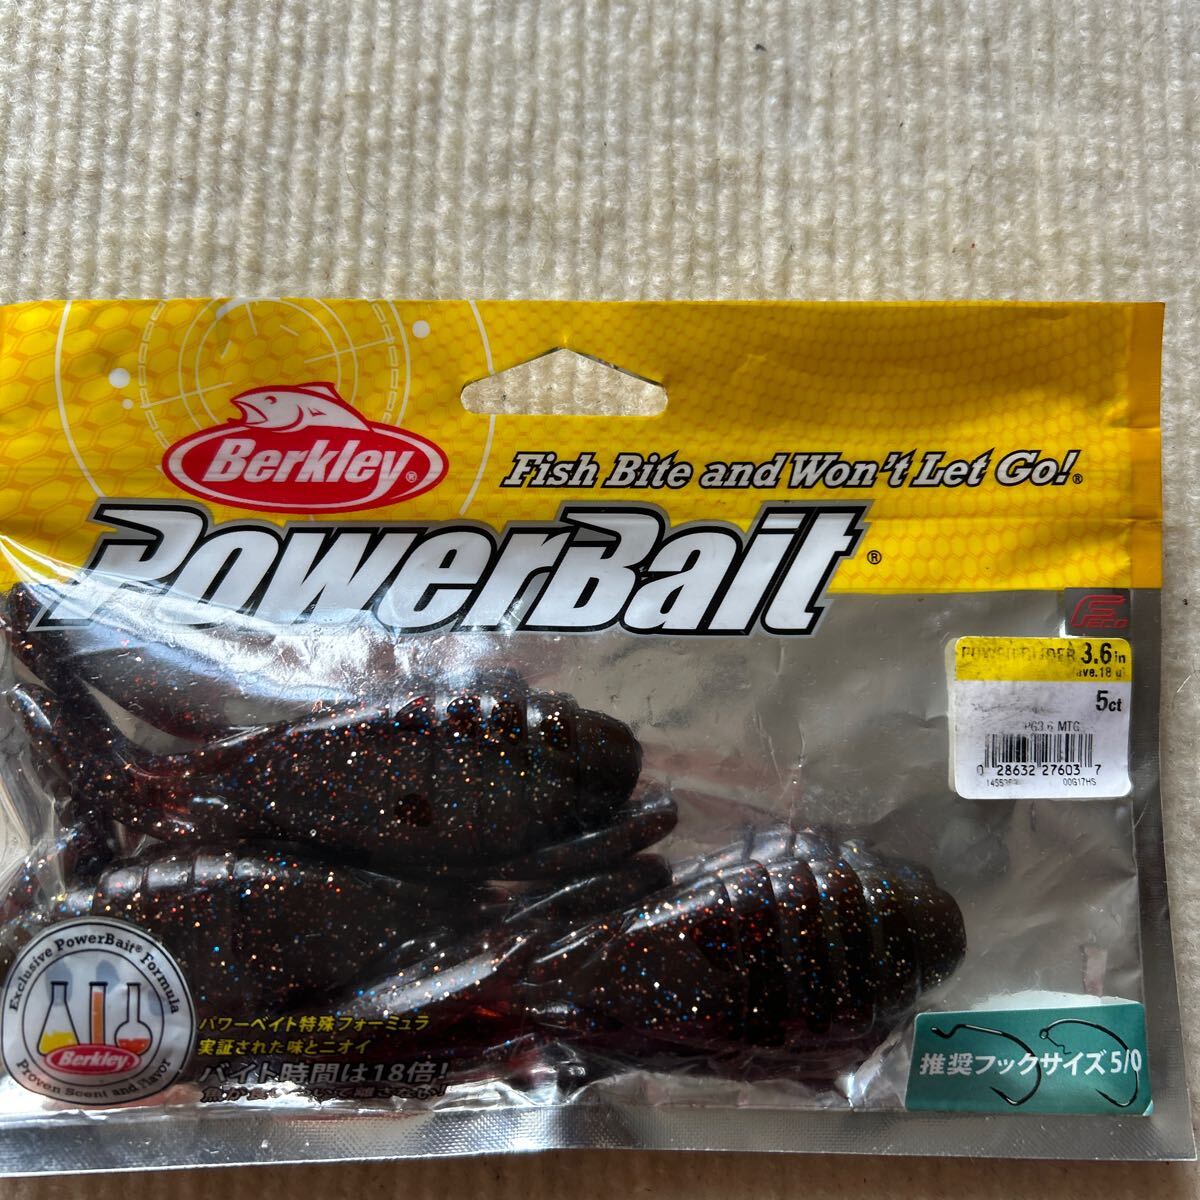 Berkley®
Fish Bite and Won't Let Go!®
PowerBait®
FECO
3.6in
5ct
0 28632 27603 7
00G17HS
Exclusive PowerBait® Formula
Berkley
Proven Scent and Flavor
パワーベイト特殊フォーミュラ
実証された味とニオイ
バイト時間は18倍!
推奨フックサイズ5/0